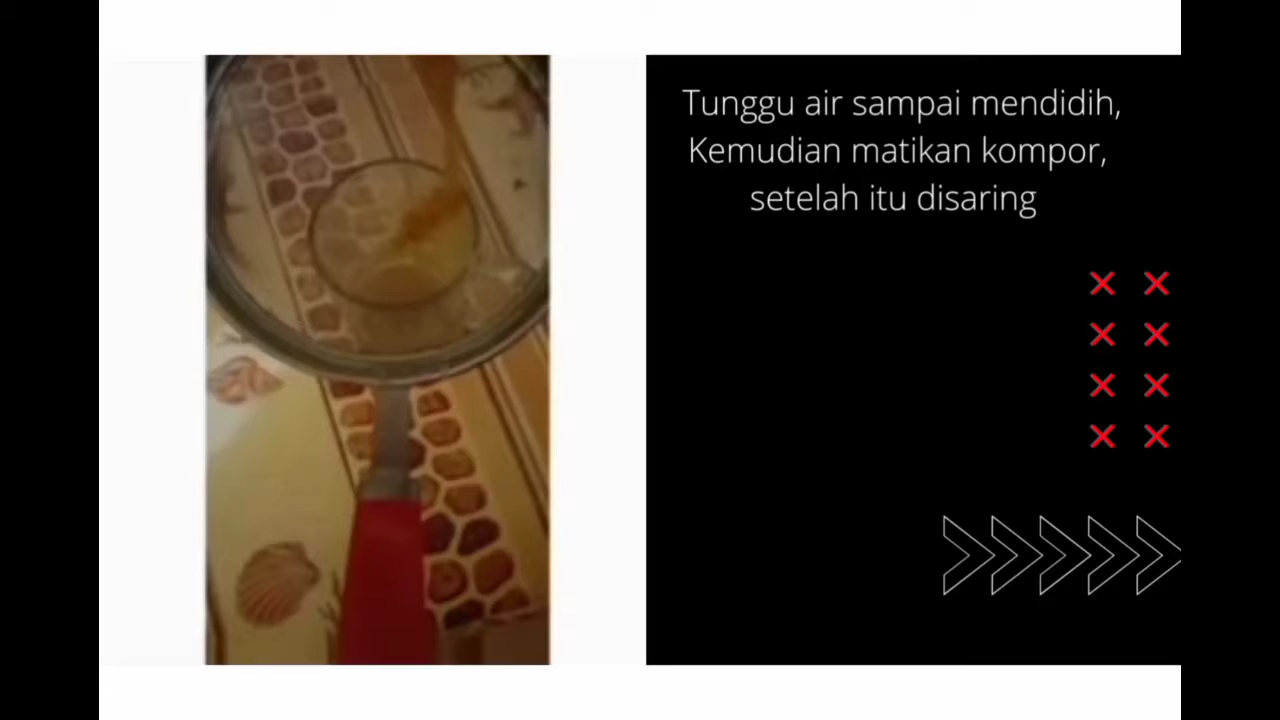 Tunggu air sampai mendidih,
Kemudian matikan kompor,
setelah itu disaring